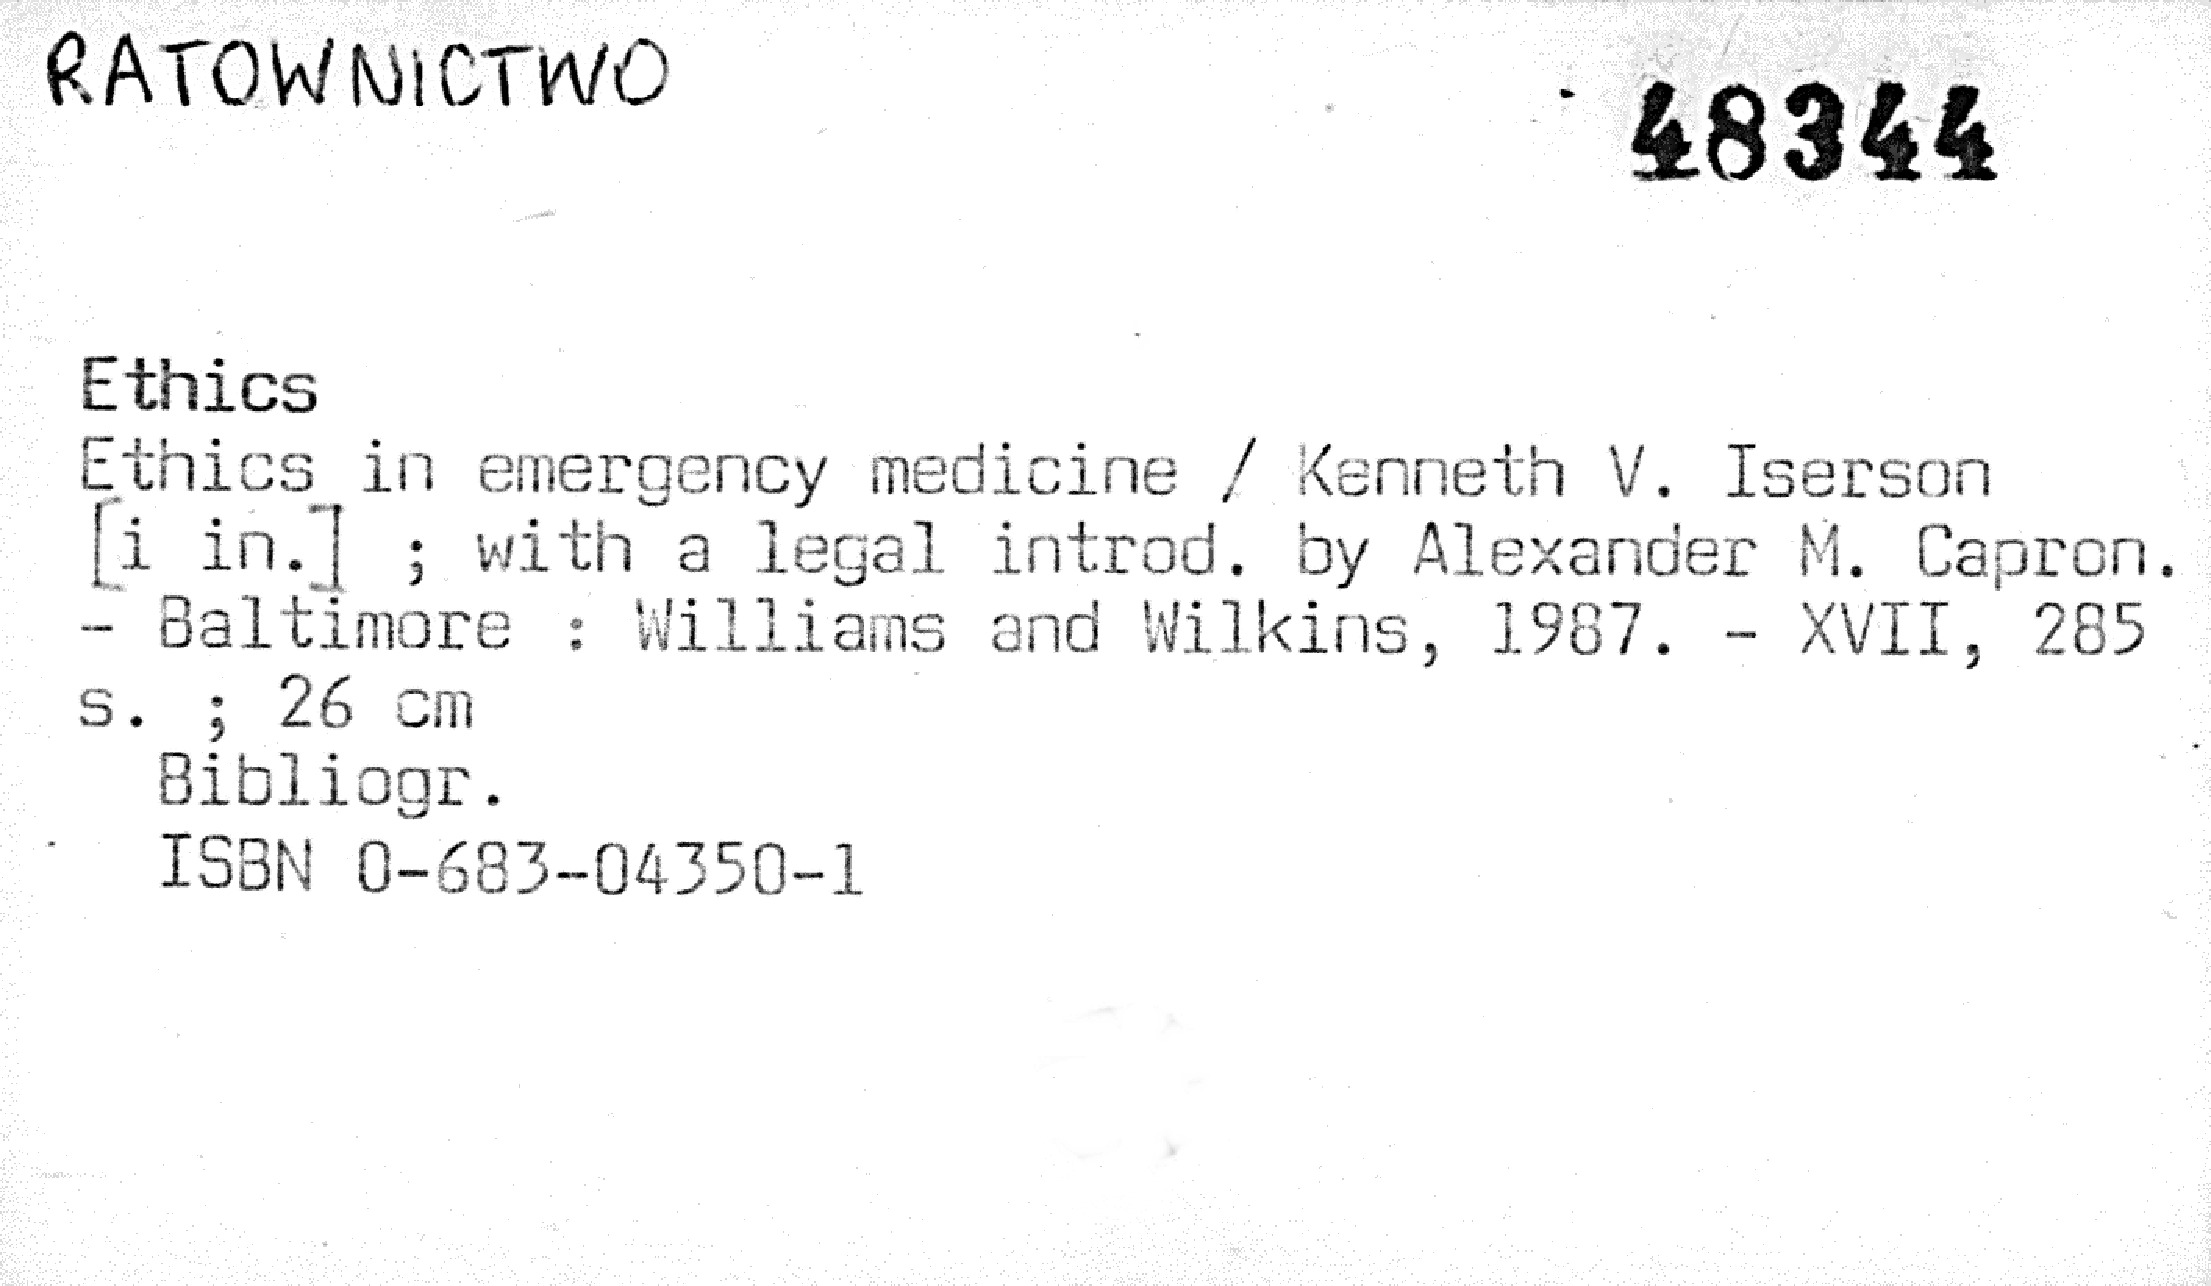 RATOWNICTWO
48344
Ethics
Ethics in emergency medicine / Kenneth V. Iserson
[i in.] ; with a legal introd. by Alexander M. Capron.
- Baltimore : Williams and Wilkins, 1987. - XVII, 285
s. ; 26 cm
Bibliogr.
ISBN 0-683-04350-1